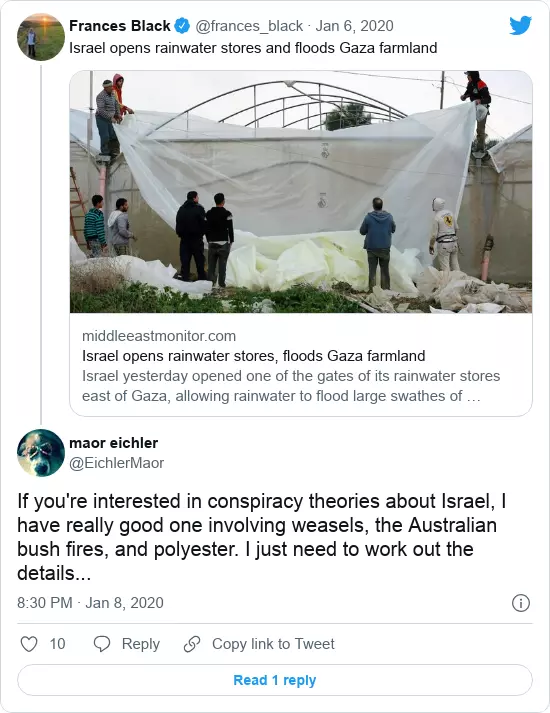 Frances Black @frances_black · Jan 6, 2020
Israel opens rainwater stores and floods Gaza farmland
middleeastmonitor.com
Israel opens rainwater stores, floods Gaza farmland
Israel yesterday opened one of the gates of its rainwater stores
east of Gaza, allowing rainwater to flood large swathes of …
maor eichler
@EichlerMaor
If you're interested in conspiracy theories about Israel, I
have really good one involving weasels, the Australian
bush fires, and polyester. I just need to work out the
details...
8:30 PM · Jan 8, 2020
10 Reply Copy link to Tweet
Read 1 reply